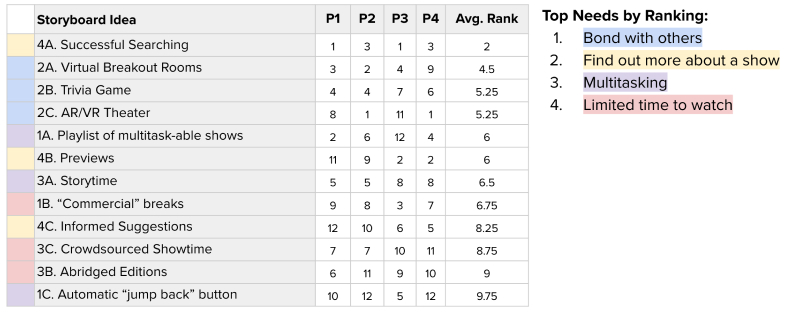 Storyboard Idea P1 P2 P3 P4 Avg. Rank
4A. Successful Searching 1 3 1 3 2
2A. Virtual Breakout Rooms 3 2 4 9 4.5
2B. Trivia Game 4 4 7 6 5.25
2C. AR/VR Theater 8 1 11 1 5.25
1A. Playlist of multitask-able shows 2 6 12 4 6
4B. Previews 11 9 2 2 6
3A. Storytime 5 5 8 8 6.5
1B. “Commercial” breaks 9 8 3 7 6.75
4C. Informed Suggestions 12 10 6 5 8.25
3C. Crowdsourced Showtime 7 7 10 11 8.75
3B. Abridged Editions 6 11 9 10 9
1C. Automatic “jump back” button 10 12 5 12 9.75
Top Needs by Ranking:
1. Bond with others
2. Find out more about a show
3. Multitasking
4. Limited time to watch